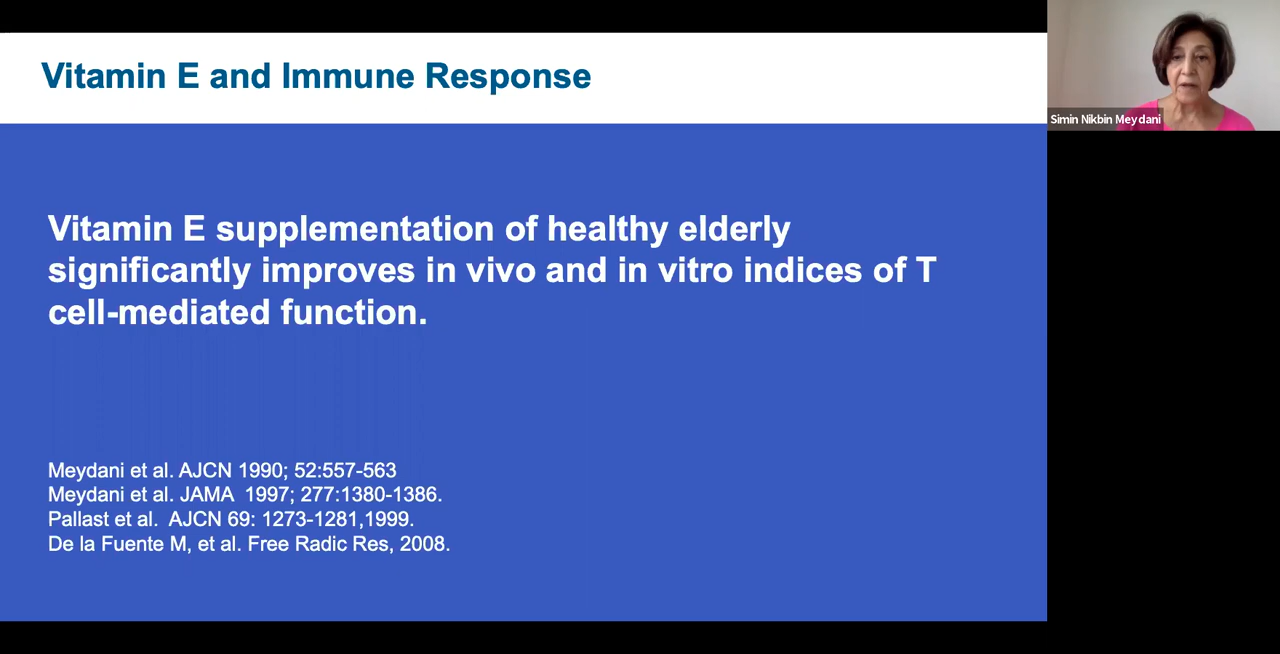 Vitamin E and Immune Response
Simin Nikbin Meydani
Vitamin E supplementation of healthy elderly
significantly improves in vivo and in vitro indices of T
cell-mediated function.
Meydani et al. AJCN 1990; 52:557-563
Meydani et al. JAMA  1997; 277:1380-1386.
Pallast et al.  AJCN 69: 1273-1281,1999.
De la Fuente M, et al. Free Radic Res, 2008.